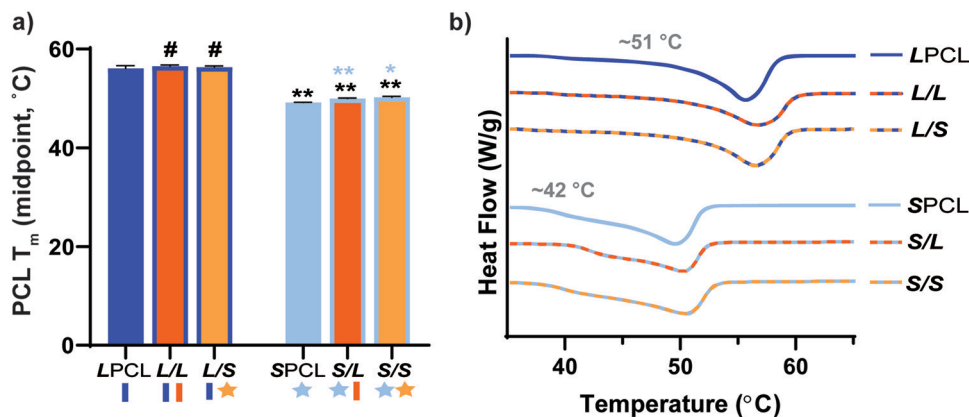 a)
PCL Tm (midpoint, °C)
60
40
20
0
#
#
**
**
**
*
**
LPCL
L/L
L/S
SPCL
S/L
S/S
b)
Heat Flow (W/g)
~51 °C
~42 °C
LPCL
L/L
L/S
SPCL
S/L
S/S
40
50
60
Temperature (°C)